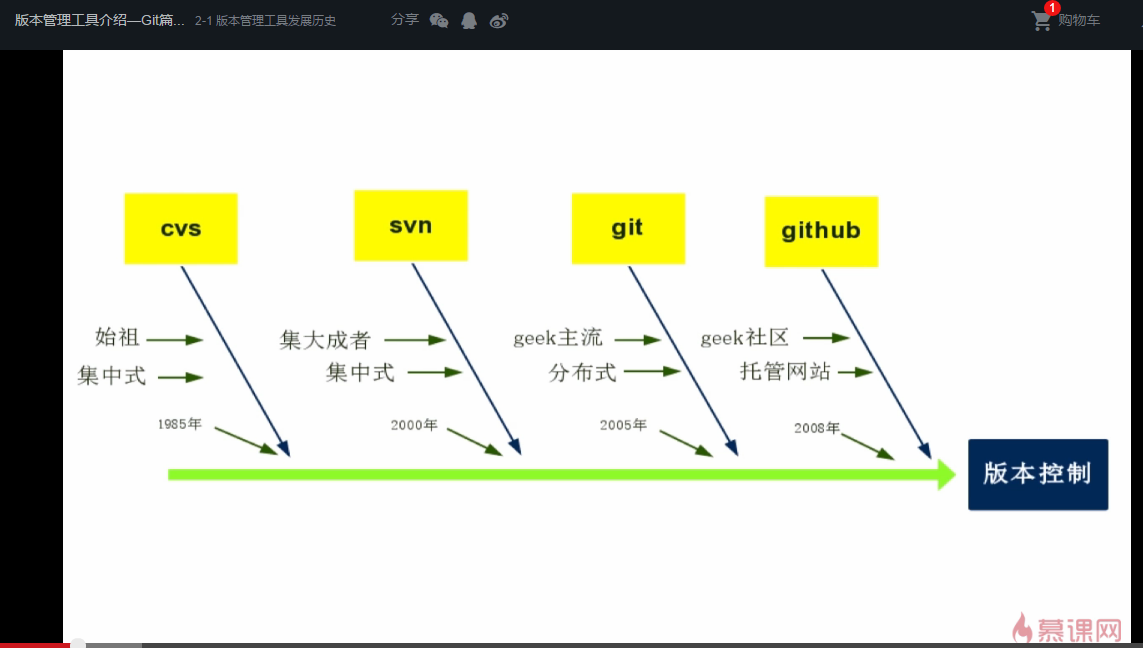 版本管理工具介绍—Git篇... 2-1 版本管理工具发展历史 分享 1 购物车
cvs svn git github
始祖 集大成者 geek主流 geek社区
集中式 集中式 分布式 托管网站
1985年 2000年 2005年 2008年
版本控制
慕课网